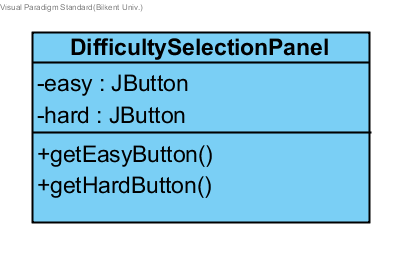 Visual Paradigm Standard(Bilkent Univ.)
DifficultySelectionPanel
-easy : JButton
-hard : JButton
+getEasyButton()
+getHardButton()